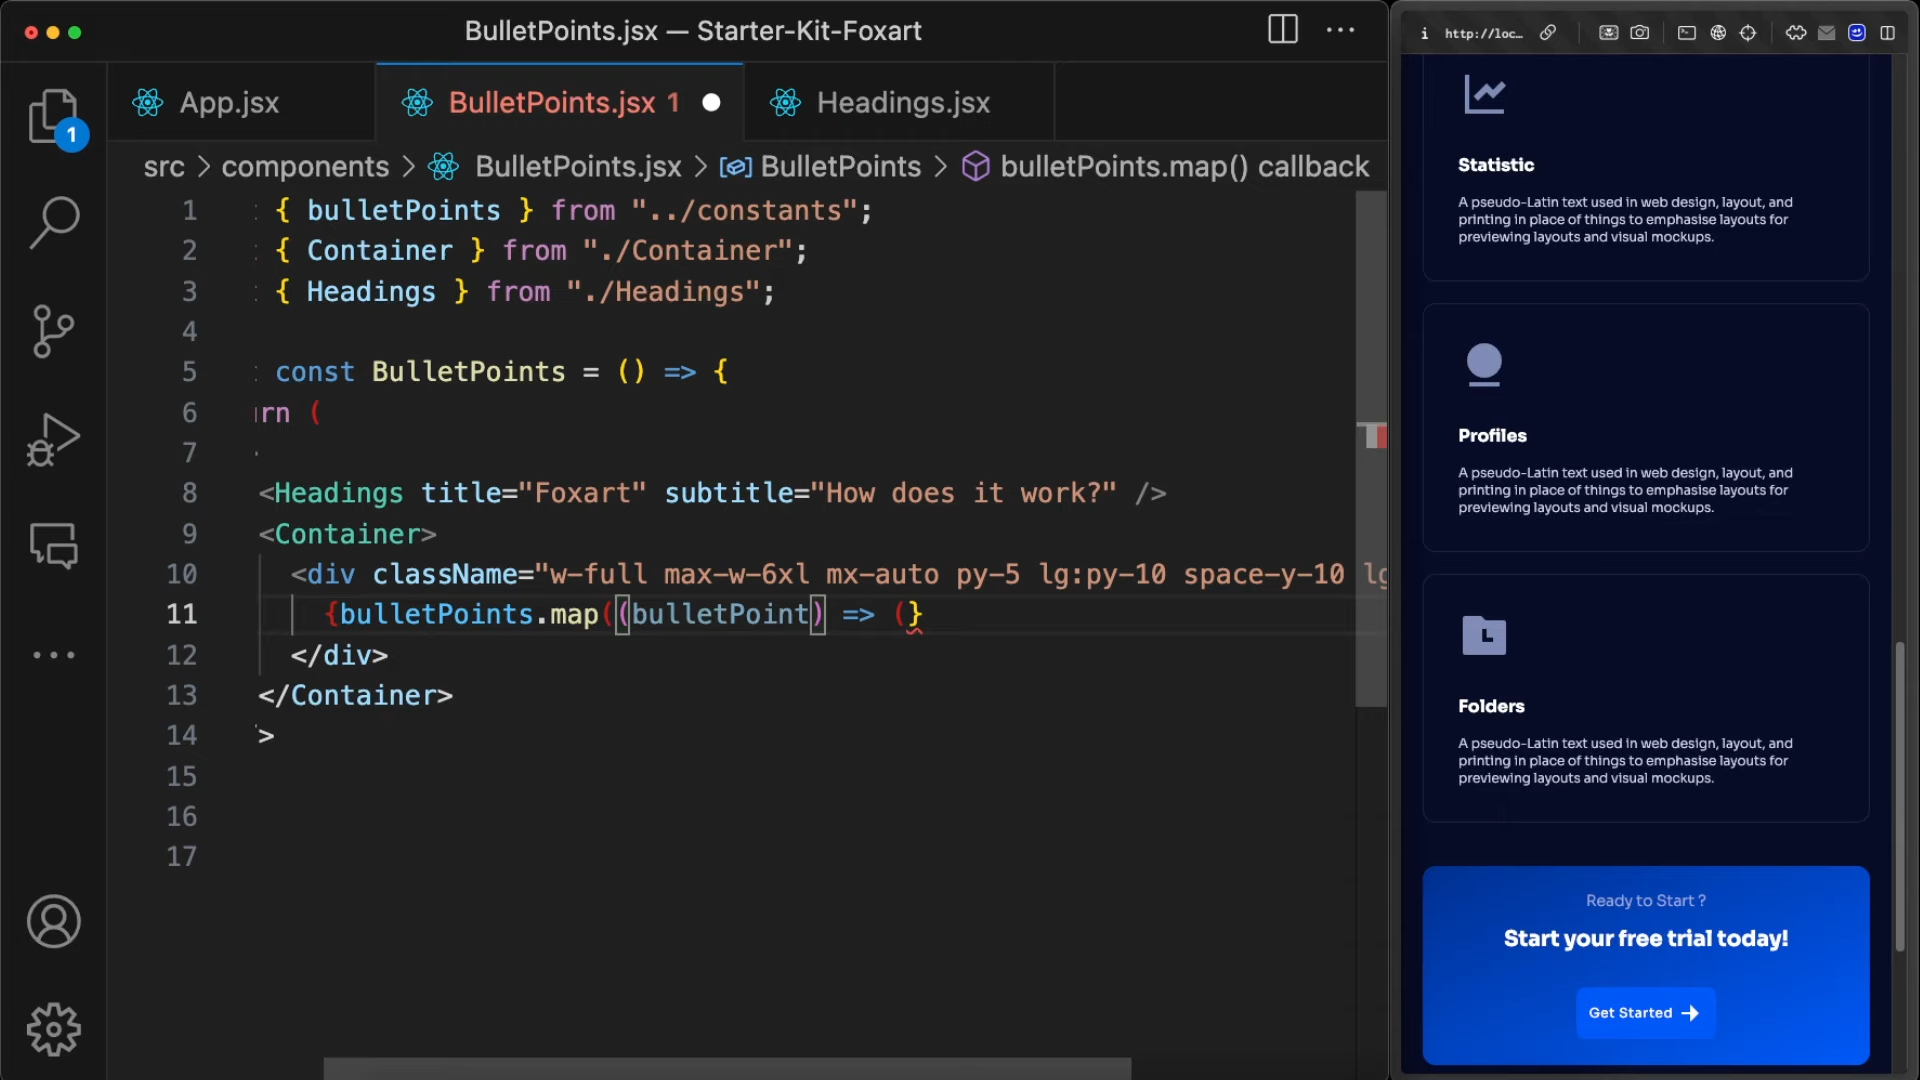 BulletPoints.jsx — Starter-Kit-Foxart
App.jsx
BulletPoints.jsx 1
Headings.jsx
1
src > components > BulletPoints.jsx > BulletPoints > bulletPoints.map() callback
1 { bulletPoints } from "../constants";
2 { Container } from "./Container";
3 { Headings } from "./Headings";
4
5 const BulletPoints = () => {
6 rn (
7
8 <Headings title="Foxart" subtitle="How does it work?" />
9 <Container>
10 <div className="w-full max-w-6xl mx-auto py-5 lg:py-10 space-y-10 lg
11 {bulletPoints.map((bulletPoint) => (}
12 </div>
13 </Container>
14 >
15
16
17
http://loc…
Statistic
A pseudo-Latin text used in web design, layout, and
printing in place of things to emphasise layouts for
previewing layouts and visual mockups.
Profiles
A pseudo-Latin text used in web design, layout, and
printing in place of things to emphasise layouts for
previewing layouts and visual mockups.
Folders
A pseudo-Latin text used in web design, layout, and
printing in place of things to emphasise layouts for
previewing layouts and visual mockups.
Ready to Start ?
Start your free trial today!
Get Started